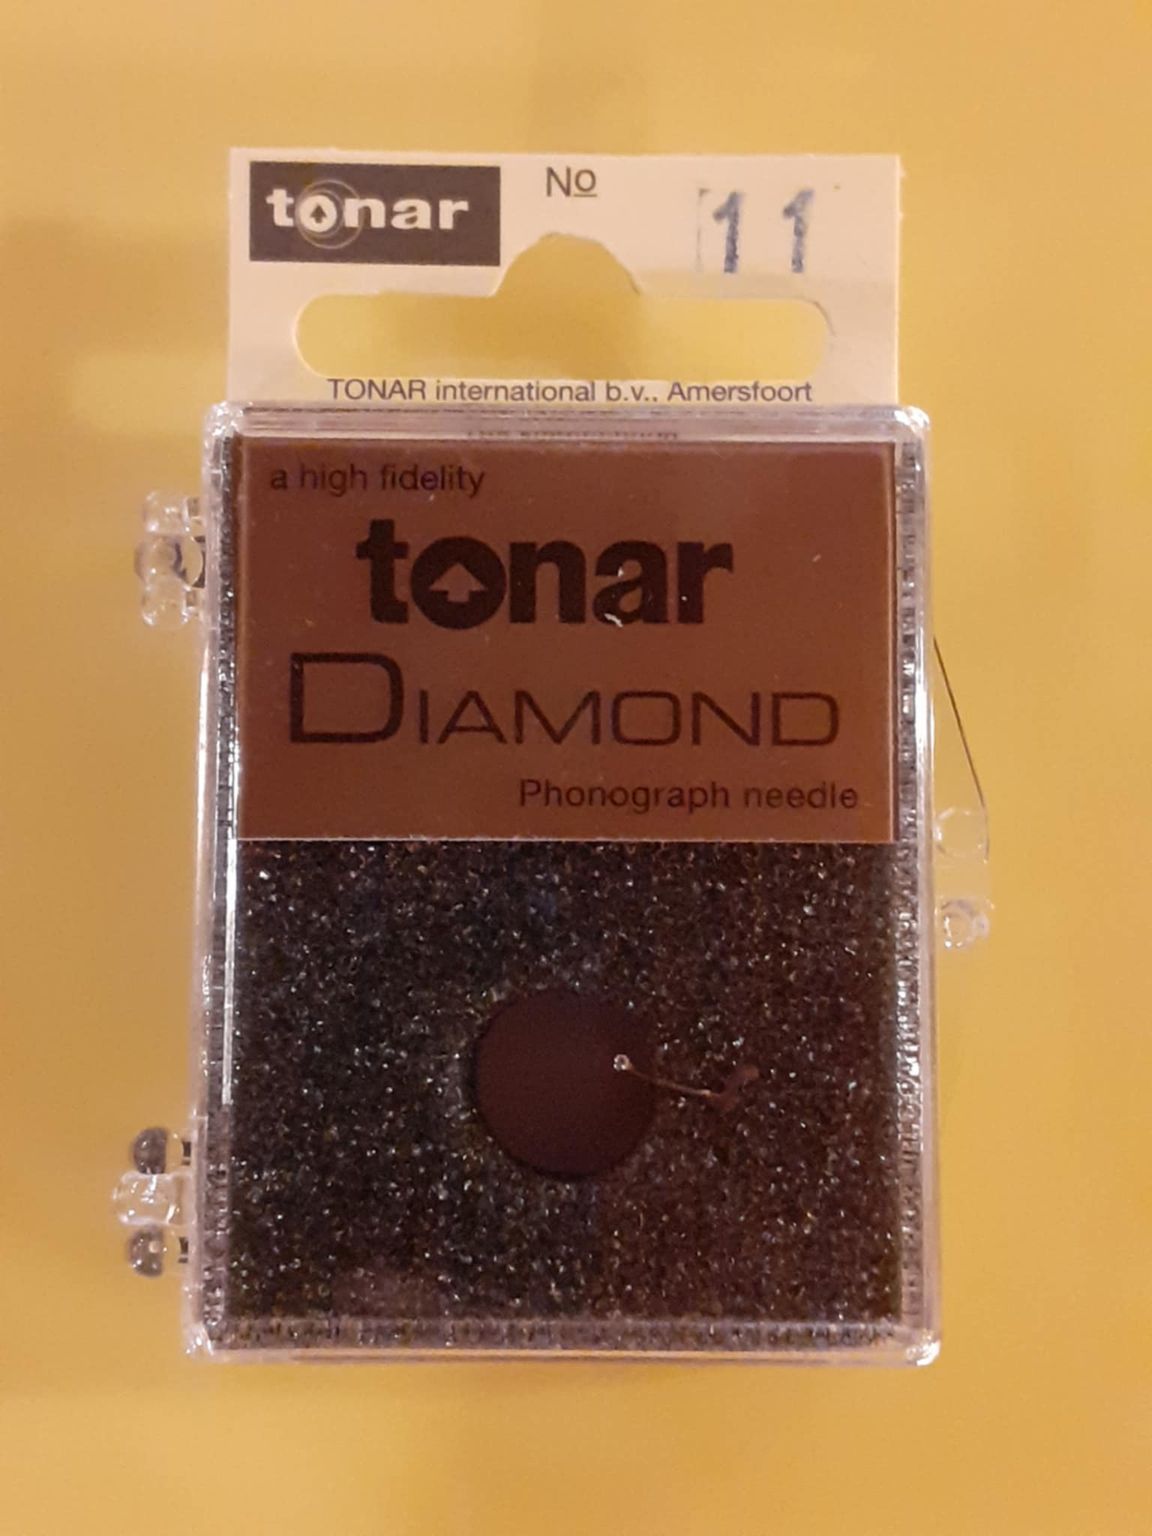 tonar
No
11
TONAR international b.v.. Amersfoort
a high fidelity
tonar
DIAMOND
Phonograph needle